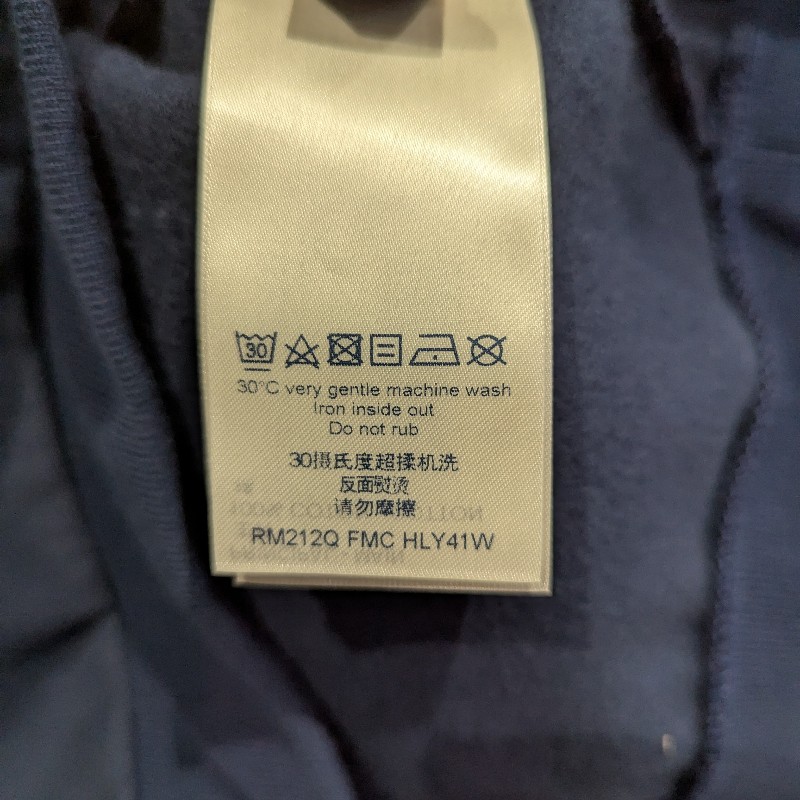 30
30°C very gentle machine wash
Iron inside out
Do not rub
30摄氏度超揉机洗
反面熨烫
请勿摩擦
RM212Q FMC HLY41W